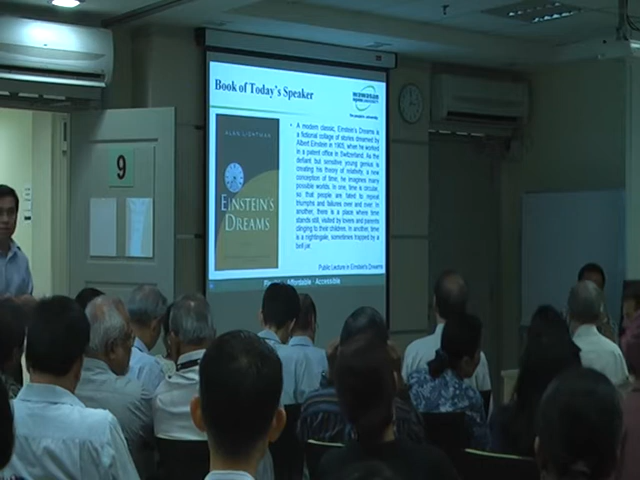 Book of Today's Speaker
ALAN LIGHTMAN
EINSTEIN'S
DREAMS
• A modern classic, Einstein's Dreams is
a fictional collage of stories dreamed by
Albert Einstein in 1905, when he worked
in a patent office in Switzerland. As the
defiant but sensitive young genius is
creating his theory of relativity, a new
conception of time, he imagines many
possible worlds. In one, time is circular,
so that people are fated to repeat
triumphs and failures over and over. In
another, there is a place where time
stands still, visited by lovers and parents
clinging to their children. In another, time
is a nightingale, sometimes trapped by a
bell jar.
Public Lecture in Einstein's Dreams
Affordable Accessible
9